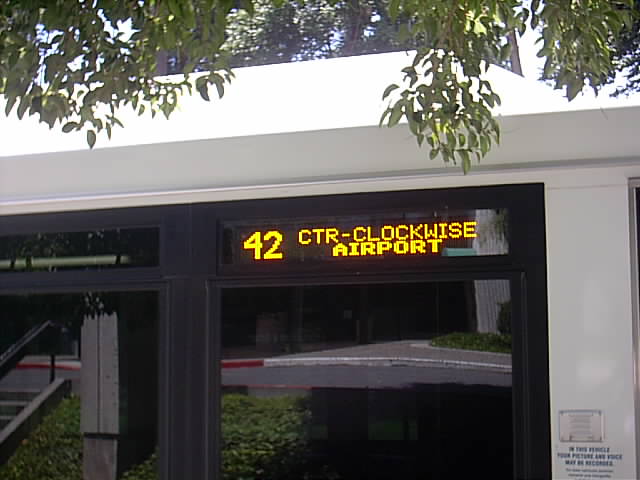 42 CTR-CLOCKWISE
AIRPORT
IN THIS VEHICLE
YOUR PICTURE AND VOICE
MAY BE RECORDED.